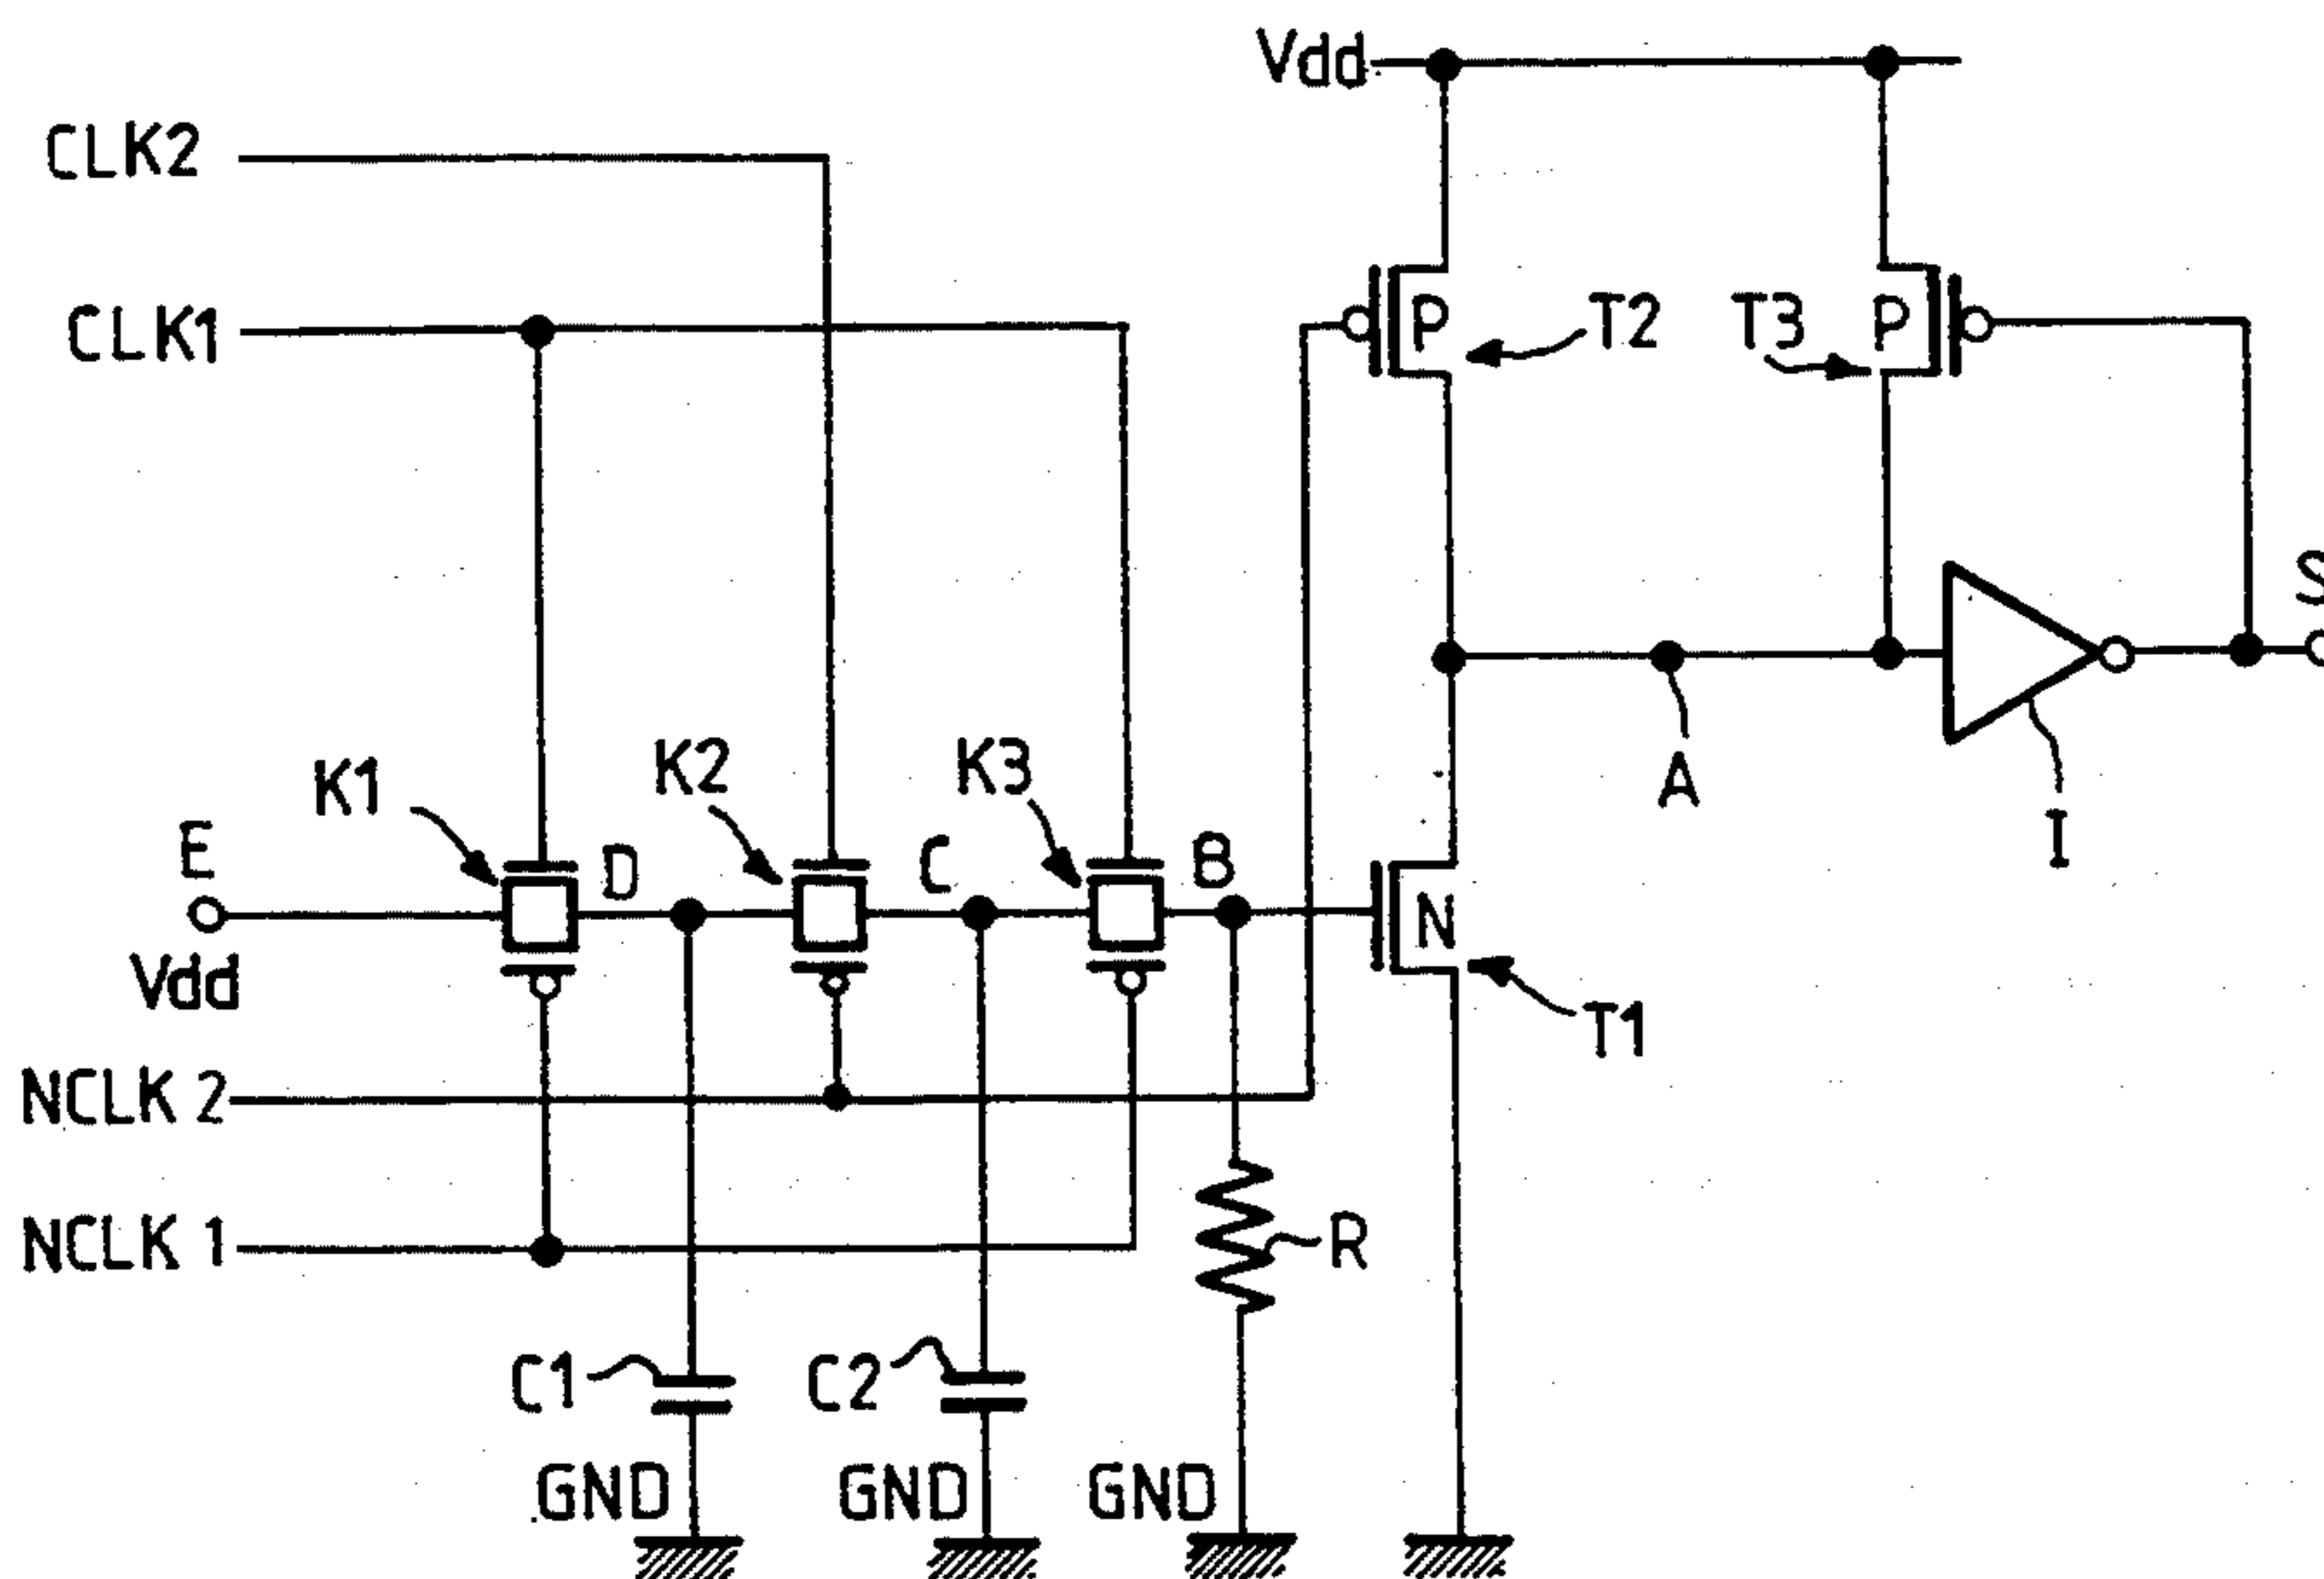 Vdd
CLK2
CLK1
P
T2
T3
P
S
K1
K2
K3
A
I
E
D
C
B
N
Vdd
T1
NCLK 2
NCLK 1
R
C1
C2
GND
GND
GND